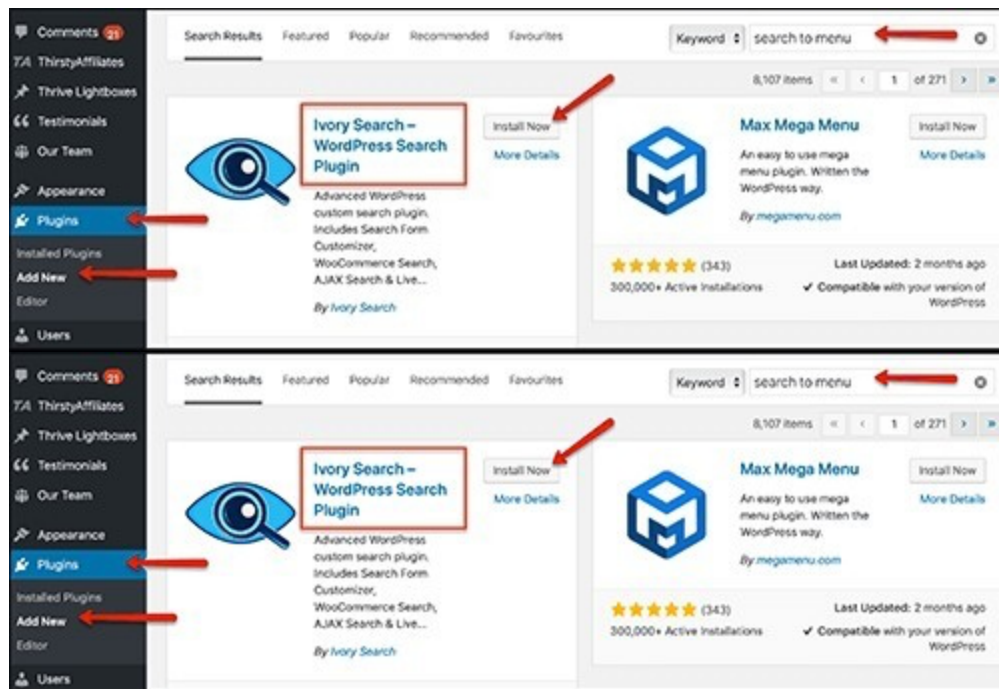 Comments 21
TA ThirstyAffiliates
Thrive Lightboxes
Testimonials
Our Team
Appearance
Plugins
Installed Plugins
Add New
Editor
Users
Search Results Featured Popular Recommended Favourites
Keyword search to menu
8,107 items « ‹ 1 of 271 › »
Ivory Search –
WordPress Search
Plugin
Install Now
More Details
Advanced WordPress
custom search plugin.
Includes Search Form
Customizer,
WooCommerce Search,
AJAX Search & Live...
By Ivory Search
Max Mega Menu
Install Now
More Details
An easy to use mega
menu plugin. Written the
WordPress way.
By megamenu.com
(343)
300,000+ Active Installations
Last Updated: 2 months ago
✓ Compatible with your version of
WordPress
Comments 21
TA ThirstyAffiliates
Thrive Lightboxes
Testimonials
Our Team
Appearance
Plugins
Installed Plugins
Add New
Editor
Users
Search Results Featured Popular Recommended Favourites
Keyword search to menu
8,107 items « ‹ 1 of 271 › »
Ivory Search –
WordPress Search
Plugin
Install Now
More Details
Advanced WordPress
custom search plugin.
Includes Search Form
Customizer,
WooCommerce Search,
AJAX Search & Live...
By Ivory Search
Max Mega Menu
Install Now
More Details
An easy to use mega
menu plugin. Written the
WordPress way.
By megamenu.com
(343)
300,000+ Active Installations
Last Updated: 2 months ago
✓ Compatible with your version of
WordPress